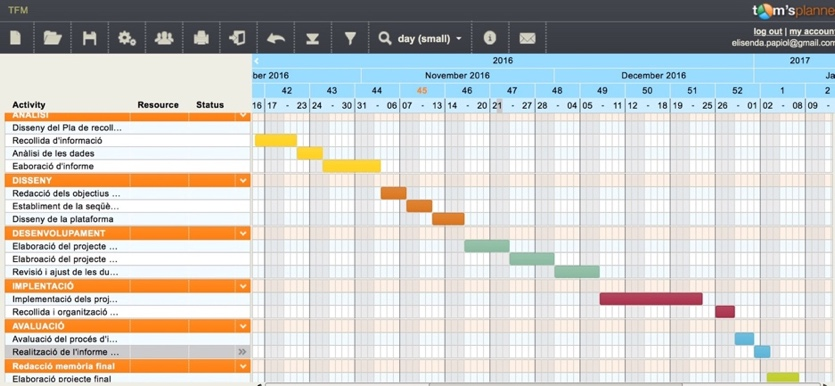 TFM
tom'splanne
log out | my accoun
elisenda.papiol@gmail.com
day (small)
2016 2017
ber 2016 November 2016 December 2016 Ja
42 43 44 45 46 47 48 49 50 51 52 1 2
Activity Resource Status 16 17 - 23 24 - 30 31 - 06 07 - 13 14 - 20 21 - 27 28 - 04 05 - 11 12 - 18 19 - 25 26 - 01 02 - 08 09 -
ANÀLISI
Disseny del Pla de recoll...
Recollida d'informació
Anàlisi de les dades
Eaboració d'informe
DISSENY
Redacció dels objectius ...
Establiment de la seqüè...
Disseny de la plataforma
DESENVOLUPAMENT
Elaboració del projecte ...
Elabroació del projecte ...
Revisió i ajust de les du...
IMPLENTACIÓ
Implementació dels proj...
Recollida i organització ...
AVALUACIÓ
Avaluació del procés d'i...
Realització de l'informe ...
Redacció memòria final
Elaboració projecte final